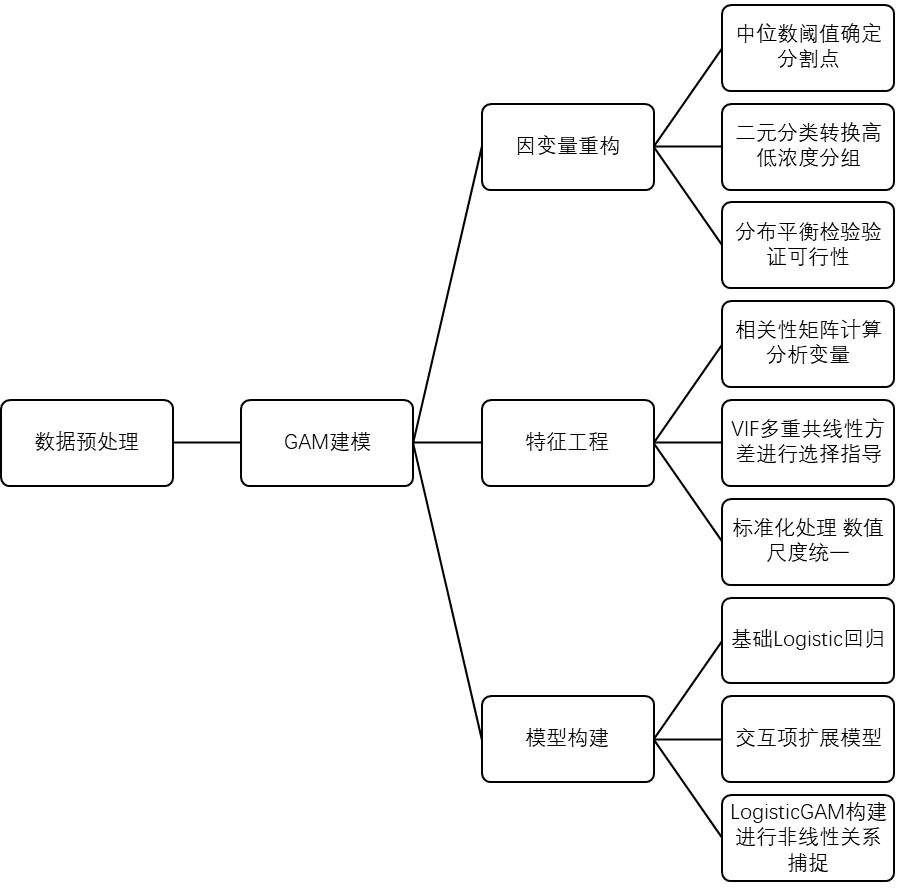 中位数阈值确定
分割点
因变量重构
二元分类转换高
低浓度分组
分布平衡检验验
证可行性
相关性矩阵计算
分析变量
数据预处理
GAM建模
特征工程
VIF多重共线性方
差进行选择指导
标准化处理 数值
尺度统一
基础Logistic回归
模型构建
交互项扩展模型
LogisticGAM构建
进行非线性关系
捕捉